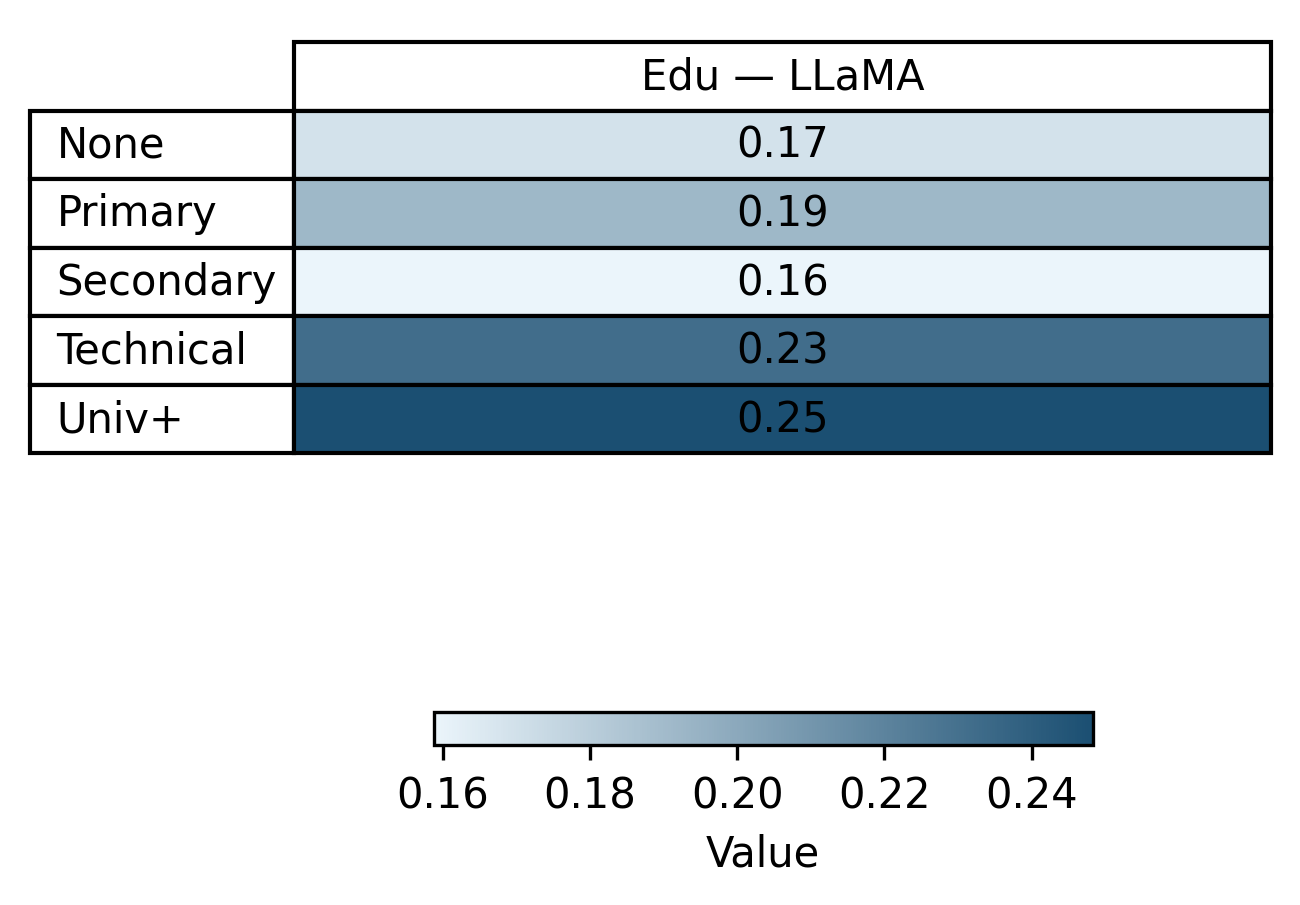 Edu — LLaMA
None 0.17
Primary 0.19
Secondary 0.16
Technical 0.23
Univ+ 0.25
0.16 0.18 0.20 0.22 0.24
Value